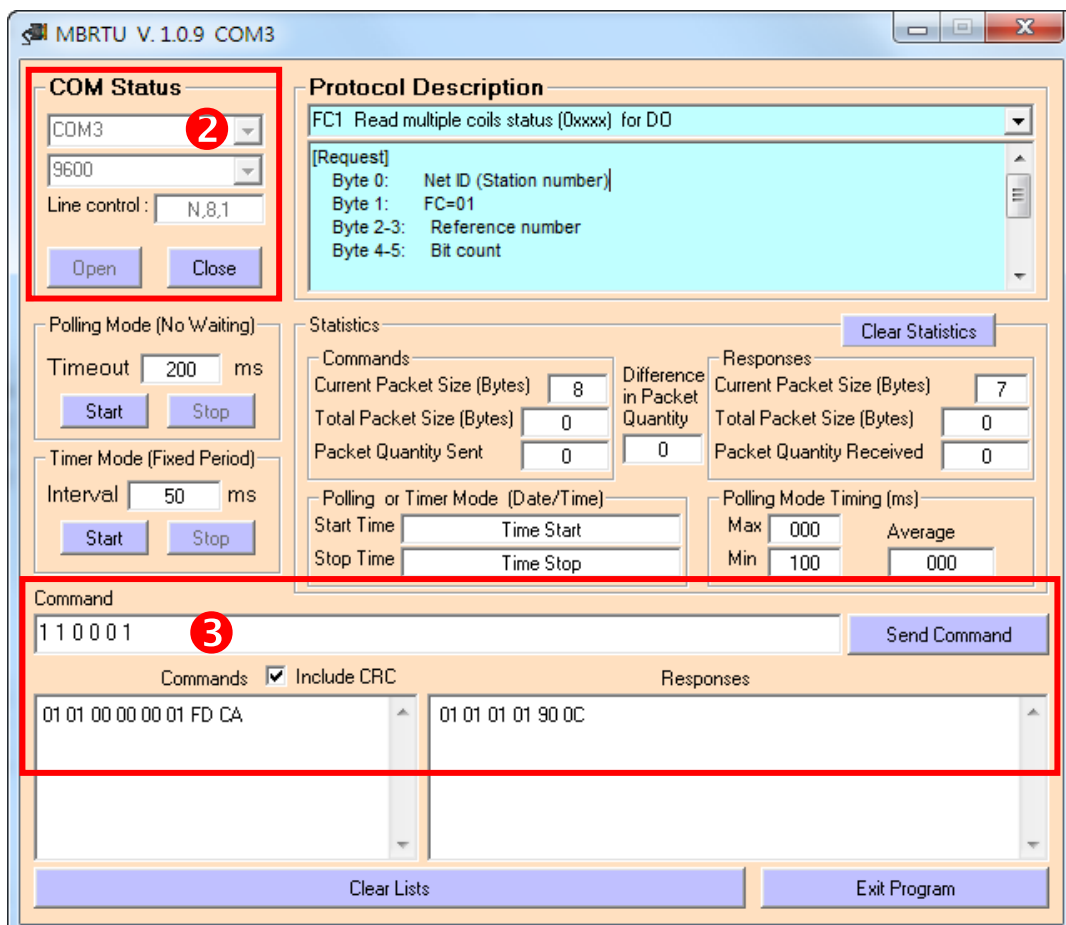 MBRTU V. 1.0.9 COM3
COM Status
COM3
2
9600
Line control : N,8,1
Open Close
Protocol Description
FC1 Read multiple coils status (0xxxx) for DO
[Request]
Byte 0: Net ID (Station number)
Byte 1: FC=01
Byte 2-3: Reference number
Byte 4-5: Bit count
Polling Mode (No Waiting)
Timeout 200 ms
Start Stop
Timer Mode (Fixed Period)
Interval 50 ms
Start Stop
Statistics
Clear Statistics
Commands
Current Packet Size (Bytes) 8
Total Packet Size (Bytes) 0
Packet Quantity Sent 0
Difference
in Packet
Quantity
0
Responses
Current Packet Size (Bytes) 7
Total Packet Size (Bytes) 0
Packet Quantity Received 0
Polling or Timer Mode (Date/Time)
Start Time Time Start
Stop Time Time Stop
Polling Mode Timing (ms)
Max 000
Min 100
Average
000
Command
1 1 0 0 0 1
3
Send Command
Commands Include CRC
Responses
01 01 00 00 00 01 FD CA
01 01 01 01 90 0C
Clear Lists
Exit Program